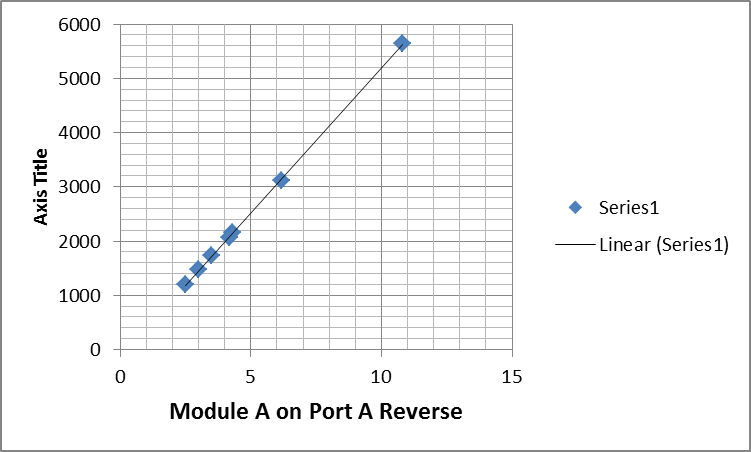 6000
5000
4000
3000
2000
1000
0
Axis Title
0 5 10 15
Module A on Port A Reverse
Series1
Linear (Series1)